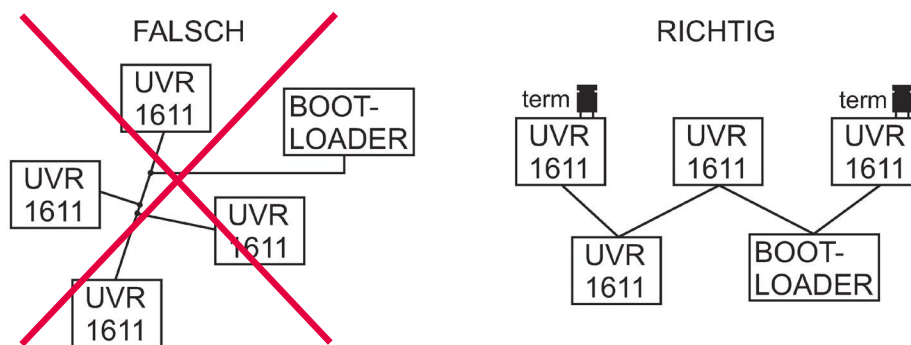 FALSCH
UVR
1611
BOOT-
LOADER
UVR
1611
UVR
1611
UVR
1611
RICHTIG
term
UVR
1611
UVR
1611
term
UVR
1611
UVR
1611
BOOT-
LOADER